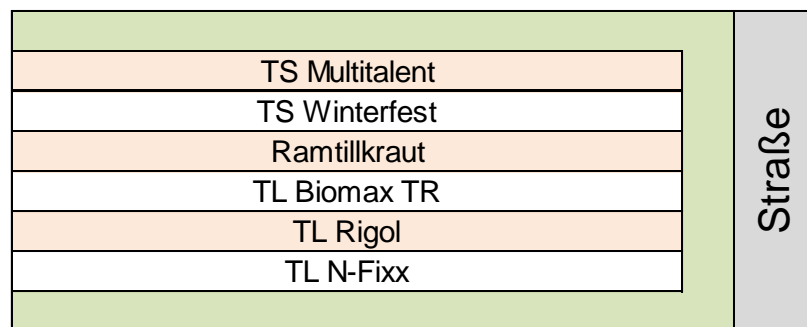 TS Multitalent
TS Winterfest
Ramtillkraut
TL Biomax TR
TL Rigol
TL N-Fixx
Straße